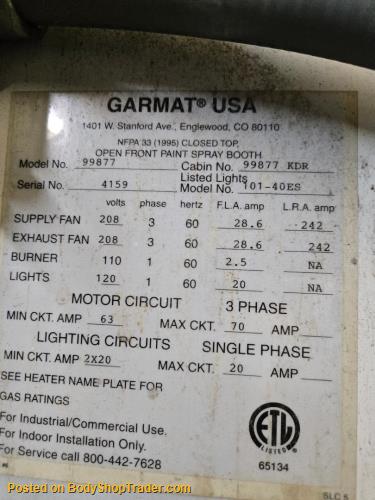 GARMAT® USA
1401 W. Stanford Ave., Englewood, CO 80110
NFPA 33 (1995) CLOSED TOP,
OPEN FRONT PAINT SPRAY BOOTH
Model No. 99877 Cabin No. 99877 KDR
Listed Lights
Serial No. 4159 Model No. 101-40ES
volts phase hertz F.L.A. amp L.R.A. amp
SUPPLY FAN 208 3 60 28.6 242
EXHAUST FAN 208 3 60 28.6 242
BURNER 110 1 60 2.5 NA
LIGHTS 120 1 60 20 NA
MOTOR CIRCUIT 3 PHASE
MIN CKT. AMP 63 MAX CKT. 70 AMP
LIGHTING CIRCUITS SINGLE PHASE
MIN CKT. AMP 2X20 MAX CKT. 20 AMP
SEE HEATER NAME PLATE FOR
GAS RATINGS
For Industrial/Commercial Use.
For Indoor Installation Only.
For Service call 800-442-7628
ETL
LISTED
65134
SLC 5
Posted on BodyShopTrader.com